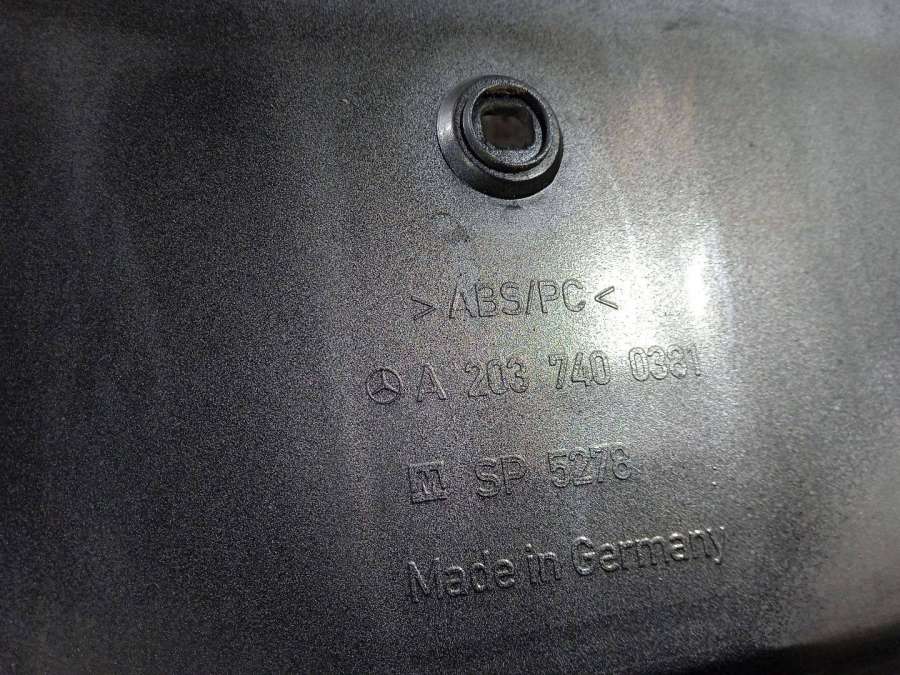 >ABS/PC<
A 203 740 0381
M SP 5278
Made in Germany